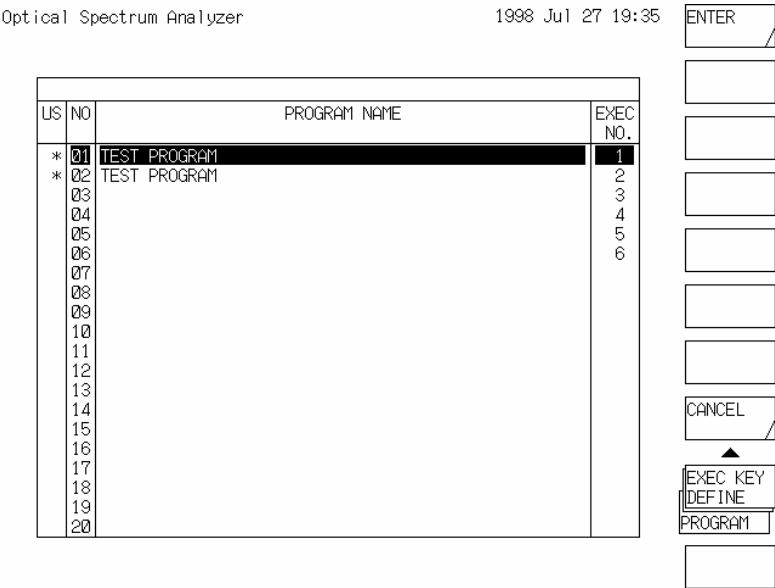 Optical Spectrum Analyzer 1998 Jul 27 19:35
US NO PROGRAM NAME EXEC NO.
* 01 TEST PROGRAM 1
* 02 TEST PROGRAM 2
03 3
04 4
05 5
06 6
07
08
09
10
11
12
13
14
15
16
17
18
19
20
ENTER
CANCEL
EXEC KEY
DEFINE
PROGRAM